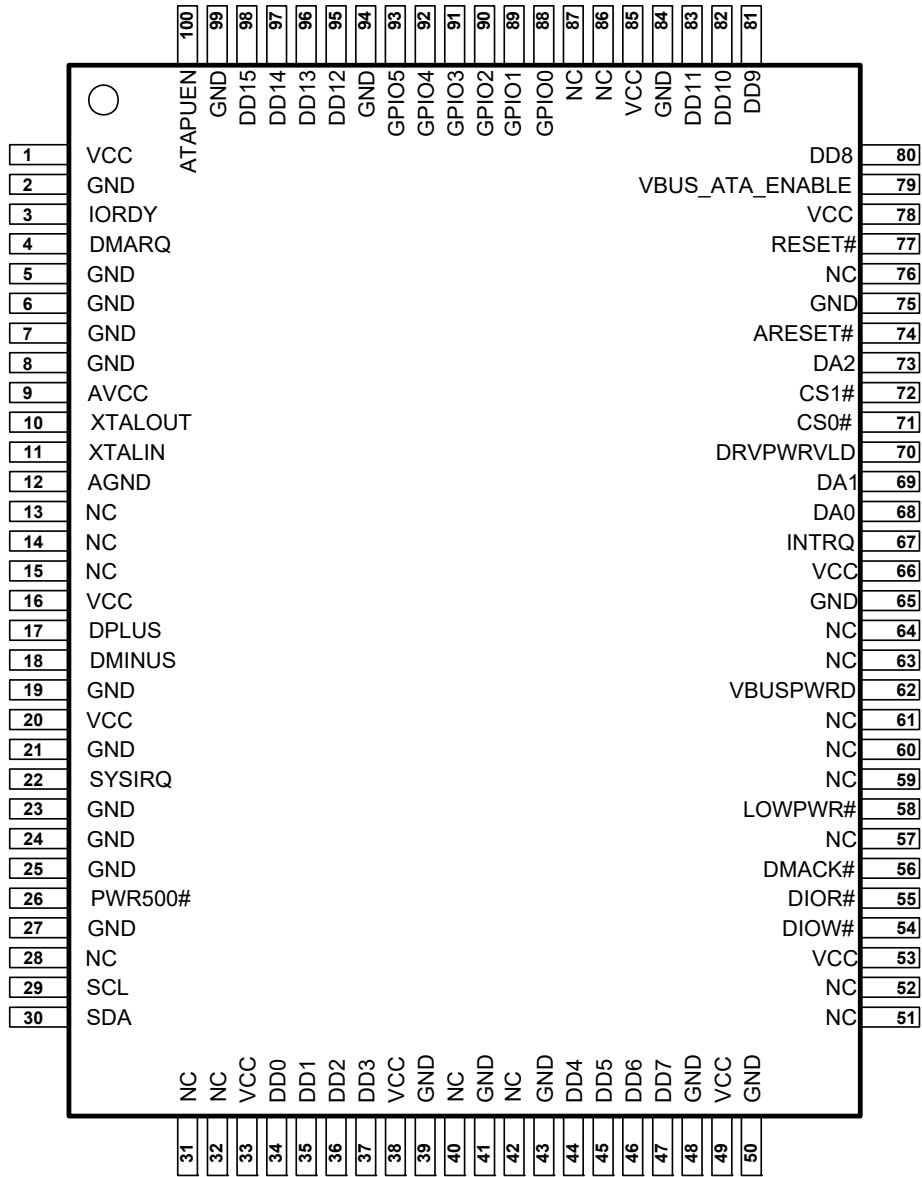 100 99 98 97 96 95 94 93 92 91 90 89 88 87 86 85 84 83 82 81
ATAPUEN GND DD15 DD14 DD13 DD12 GND GPIO5 GPIO4 GPIO3 GPIO2 GPIO1 GPIO0 NC NC VCC GND DD11 DD10 DD9
1 VCC DD8 80
2 GND VBUS_ATA_ENABLE 79
3 IORDY VCC 78
4 DMARQ RESET# 77
5 GND NC 76
6 GND GND 75
7 GND ARESET# 74
8 GND DA2 73
9 AVCC CS1# 72
10 XTALOUT CS0# 71
11 XTALIN DRVPWRVLD 70
12 AGND DA1 69
13 NC DA0 68
14 NC INTRQ 67
15 NC VCC 66
16 VCC GND 65
17 DPLUS NC 64
18 DMINUS NC 63
19 GND VBUSPWRD 62
20 VCC NC 61
21 GND NC 60
22 SYSIRQ NC 59
23 GND LOWPWR# 58
24 GND NC 57
25 GND DMACK# 56
26 PWR500# DIOR# 55
27 GND DIOW# 54
28 NC VCC 53
29 SCL NC 52
30 SDA NC 51
NC NC VCC DD0 DD1 DD2 DD3 VCC GND NC GND NC GND DD4 DD5 DD6 DD7 GND VCC GND
31 32 33 34 35 36 37 38 39 40 41 42 43 44 45 46 47 48 49 50